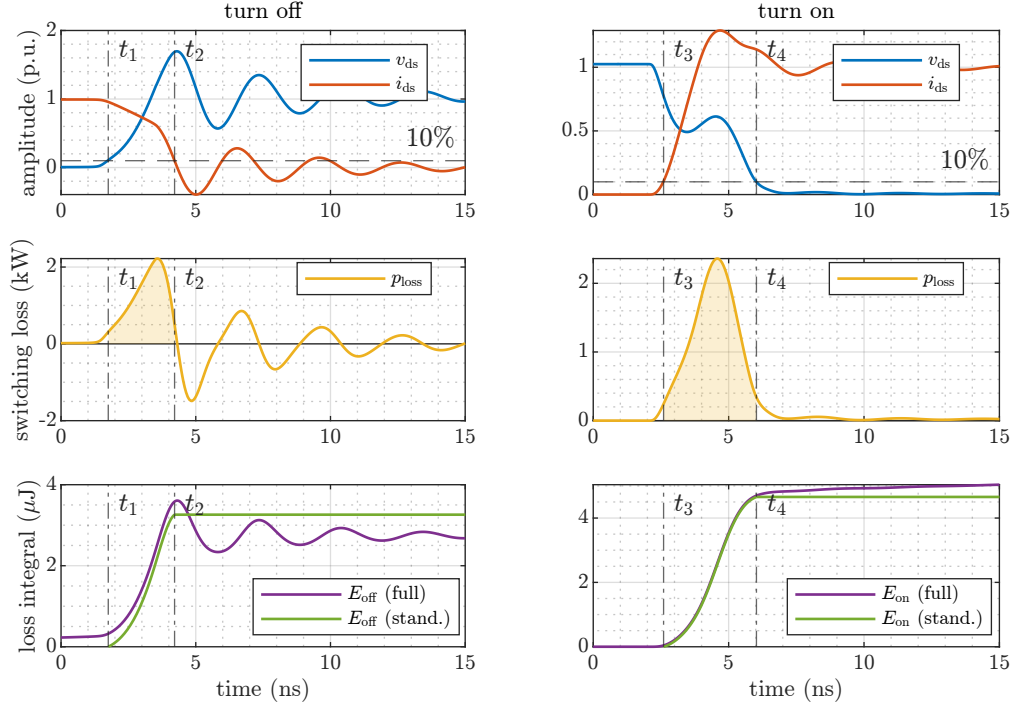 turn off
amplitude (p.u.)
2
1
0
t1
t2
vds
ids
10%
0
5
10
15
turn on
1
0.5
0
t3
t4
vds
ids
10%
0
5
10
15
switching loss (kW)
2
0
-2
t1
t2
ploss
0
5
10
15
2
1
0
t3
t4
ploss
0
5
10
15
loss integral (μJ)
4
2
0
t1
t2
Eoff (full)
Eoff (stand.)
0
5
10
15
time (ns)
4
2
0
t3
t4
Eon (full)
Eon (stand.)
0
5
10
15
time (ns)